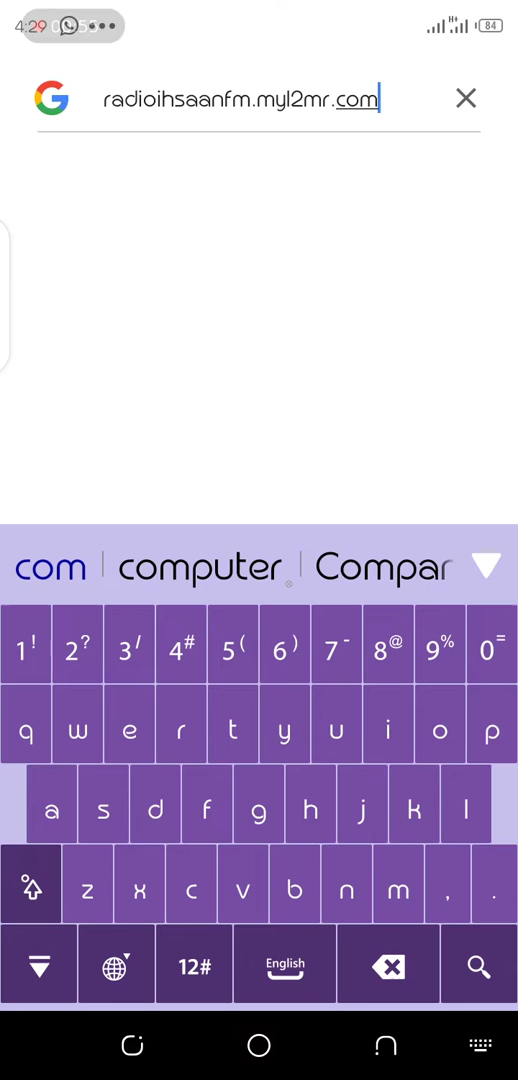 4:29
H+
84
radioihsaanfm.myl2mr.com
com computer Compar
1! 2? 3/ 4# 5( 6) 7- 8@ 9% 0=
q w e r t y u i o p
a s d f g h j k l
z x c v b n m , .
12# English